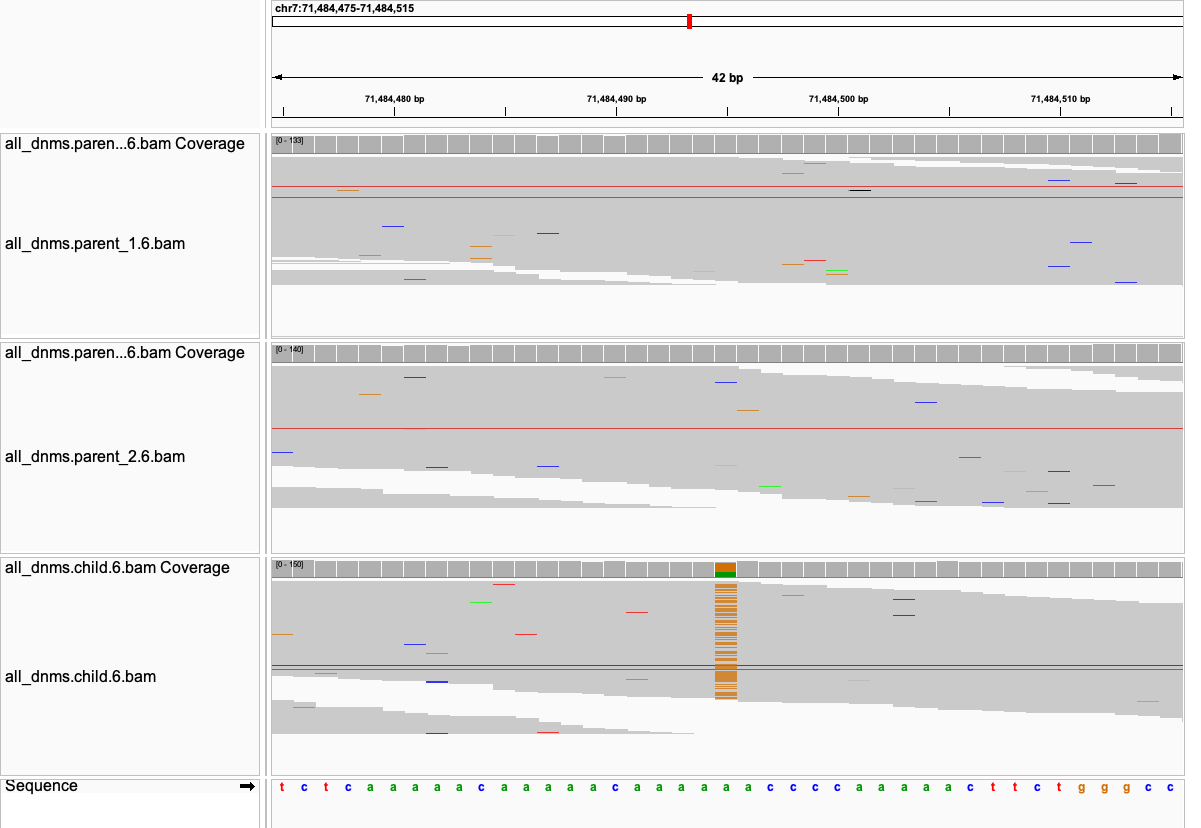 chr7:71,484,475-71,484,515
42 bp
71,484,480 bp 71,484,490 bp 71,484,500 bp 71,484,510 bp
all_dnms.paren...6.bam Coverage
[0 - 133]
all_dnms.parent_1.6.bam
all_dnms.paren...6.bam Coverage
[0 - 140]
all_dnms.parent_2.6.bam
all_dnms.child.6.bam Coverage
[0 - 150]
all_dnms.child.6.bam
Sequence
t c t c a a a a a c a a a a a c a a a a a a c c c c a a a a a c t t c t g g g c c